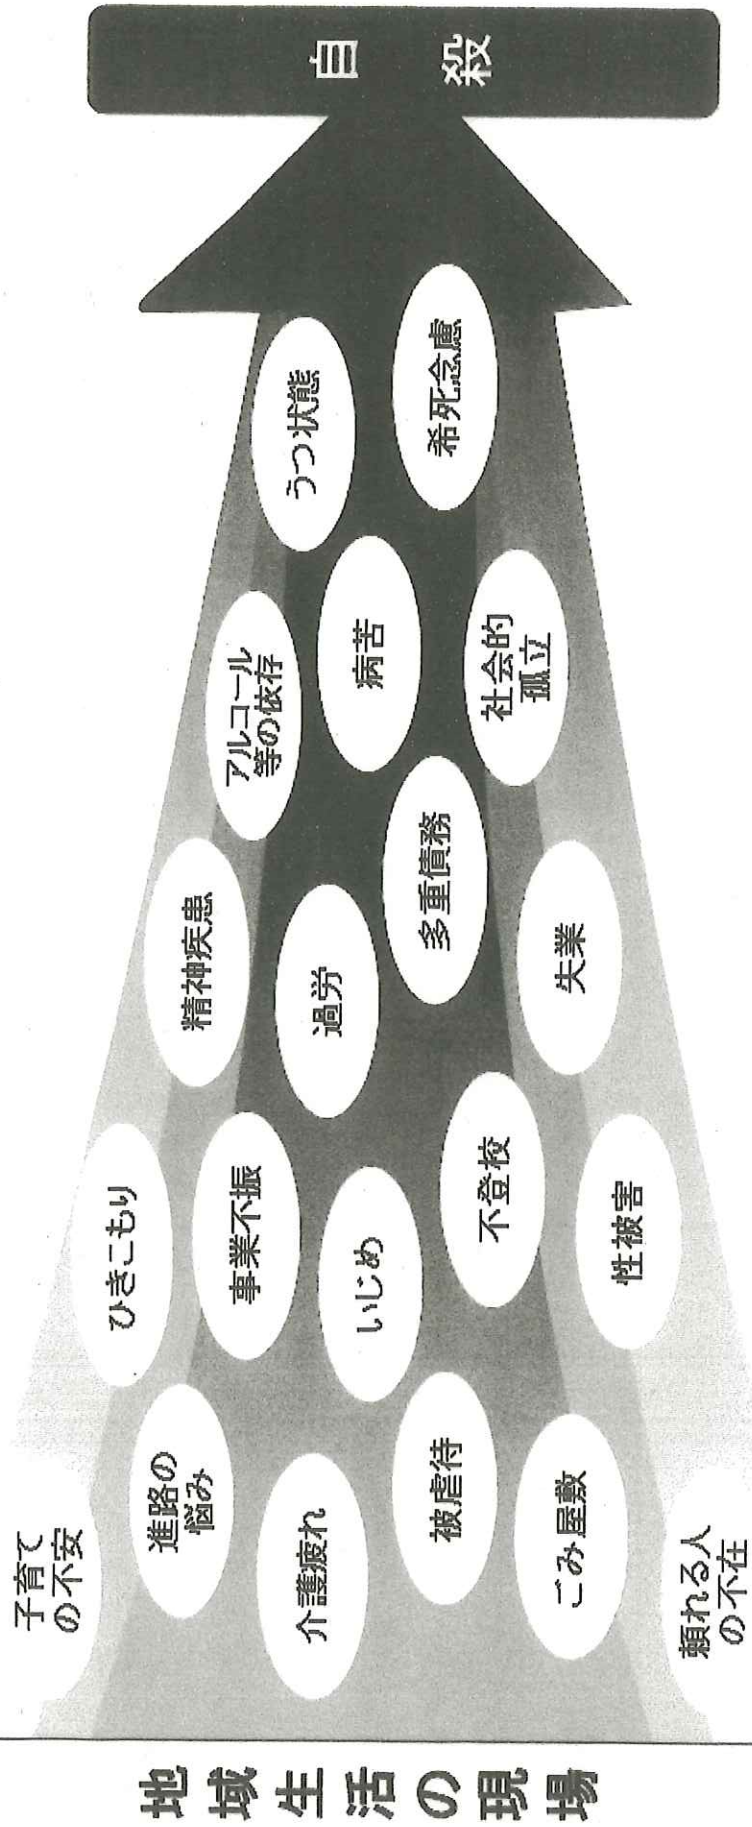 地域生活の現場
子育て
の不安
進路の
悩み
介護疲れ
被虐待
ごみ屋敷
頼れる人
の不在
ひきこもり
事業不振
いじめ
不登校
性被害
精神疾患
過労
多重債務
失業
アルコール
等の依存
病苦
社会的
孤立
うつ状態
希死念慮
自殺